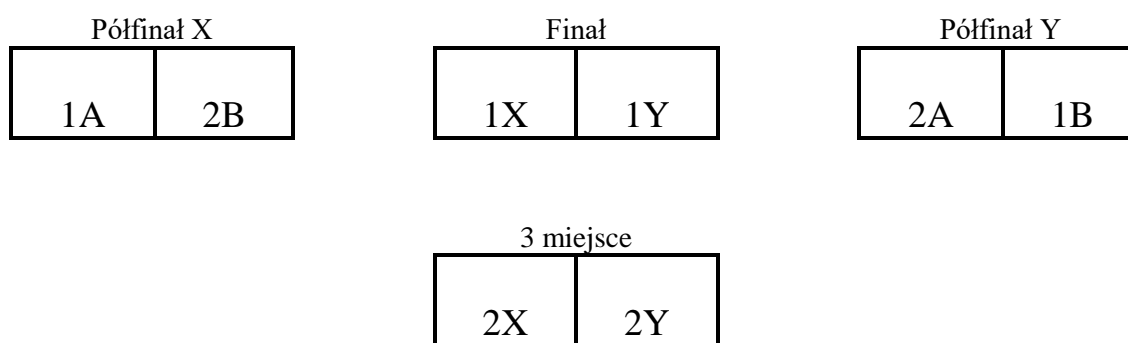 Półfinał X Finał Półfinał Y
1A 2B 1X 1Y 2A 1B
3 miejsce
2X 2Y